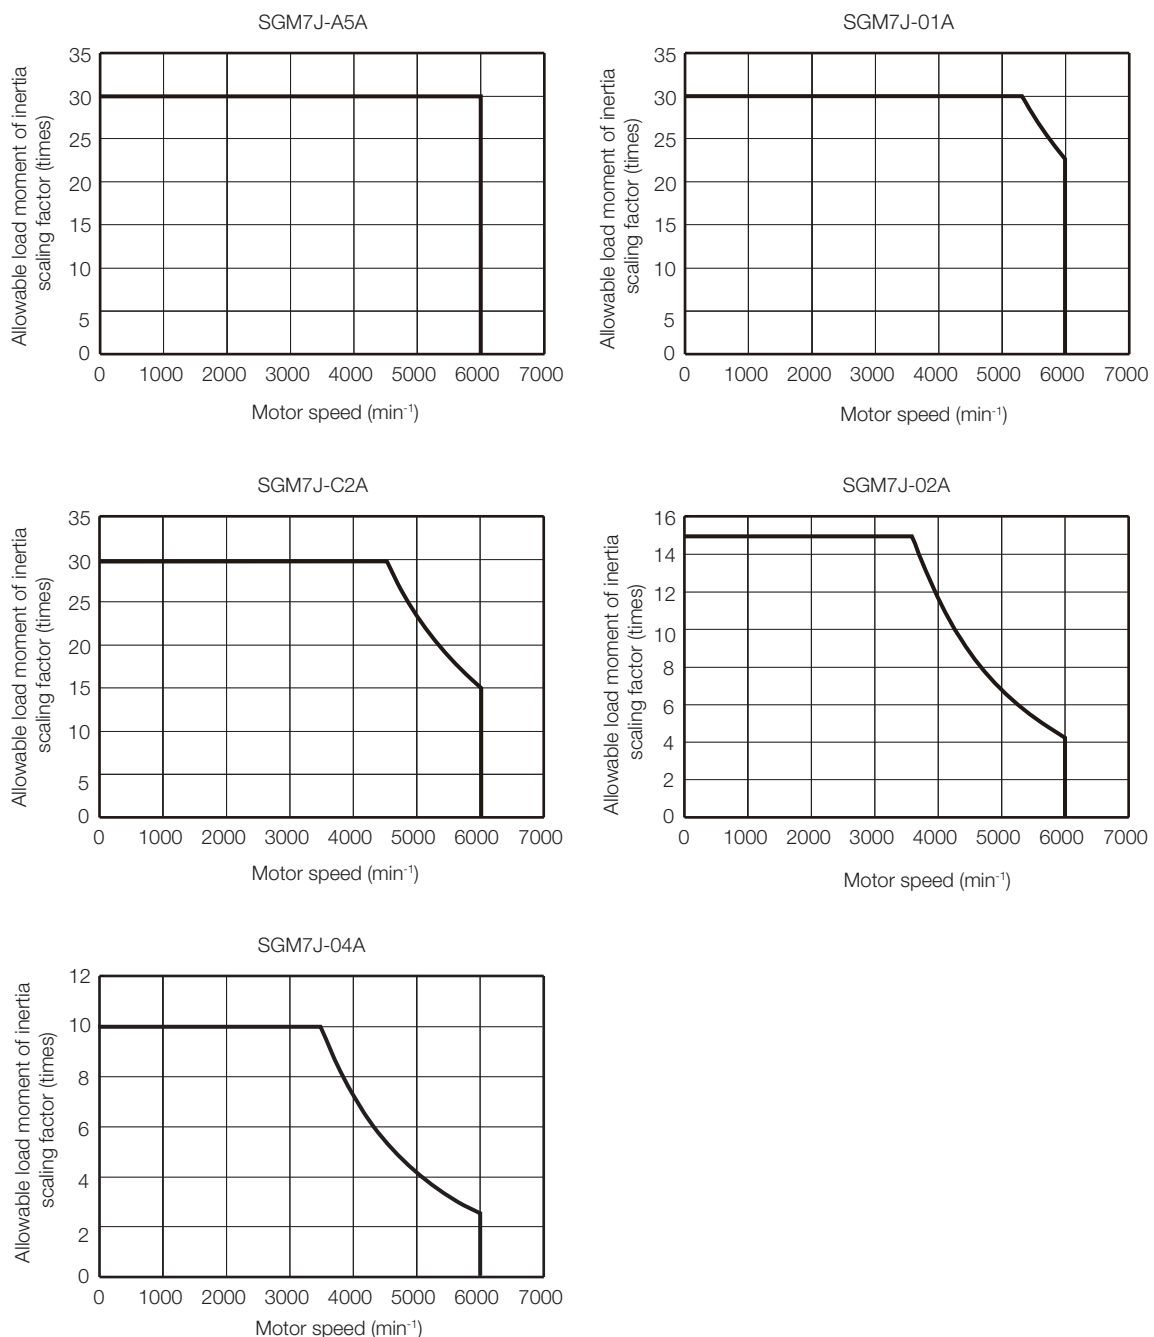 SGM7J-A5A
Allowable load moment of inertia
scaling factor (times)
35
30
25
20
15
10
5
0
0 1000 2000 3000 4000 5000 6000 7000
Motor speed (min⁻¹)
SGM7J-01A
Allowable load moment of inertia
scaling factor (times)
35
30
25
20
15
10
5
0
0 1000 2000 3000 4000 5000 6000 7000
Motor speed (min⁻¹)
SGM7J-C2A
Allowable load moment of inertia
scaling factor (times)
35
30
25
20
15
10
5
0
0 1000 2000 3000 4000 5000 6000 7000
Motor speed (min⁻¹)
SGM7J-02A
Allowable load moment of inertia
scaling factor (times)
16
14
12
10
8
6
4
2
0
0 1000 2000 3000 4000 5000 6000 7000
Motor speed (min⁻¹)
SGM7J-04A
Allowable load moment of inertia
scaling factor (times)
12
10
8
6
4
2
0
0 1000 2000 3000 4000 5000 6000 7000
Motor speed (min⁻¹)